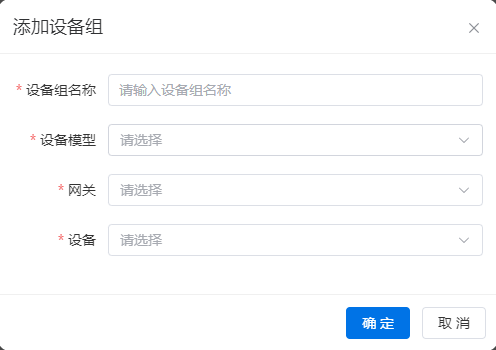 添加设备组
* 设备组名称 请输入设备组名称
* 设备模型 请选择
* 网关 请选择
* 设备 请选择
确 定 取 消